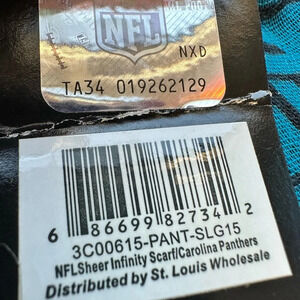 NFL
NXD
TA34 019262129
6 86699 82734 2
3C00615-PANT-SLG15
NFLSheer Infinity Scarf/Carolina Panthers
Distributed by St. Louis Wholesale